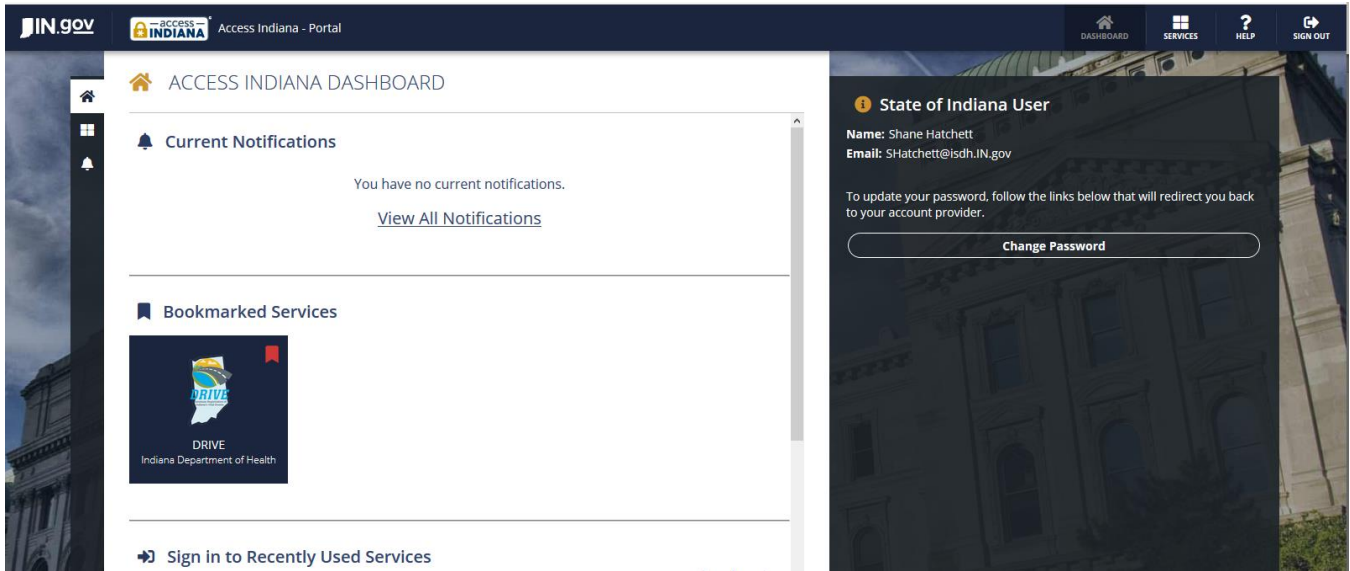 IN.gov
access
INDIANA
Access Indiana - Portal
DASHBOARD
SERVICES
HELP
SIGN OUT
ACCESS INDIANA DASHBOARD
Current Notifications
You have no current notifications.
View All Notifications
Bookmarked Services
DRIVE
DRIVE
Indiana Department of Health
Sign in to Recently Used Services
State of Indiana User
Name: Shane Hatchett
Email: SHatchett@isdh.IN.gov
To update your password, follow the links below that will redirect you back
to your account provider.
Change Password